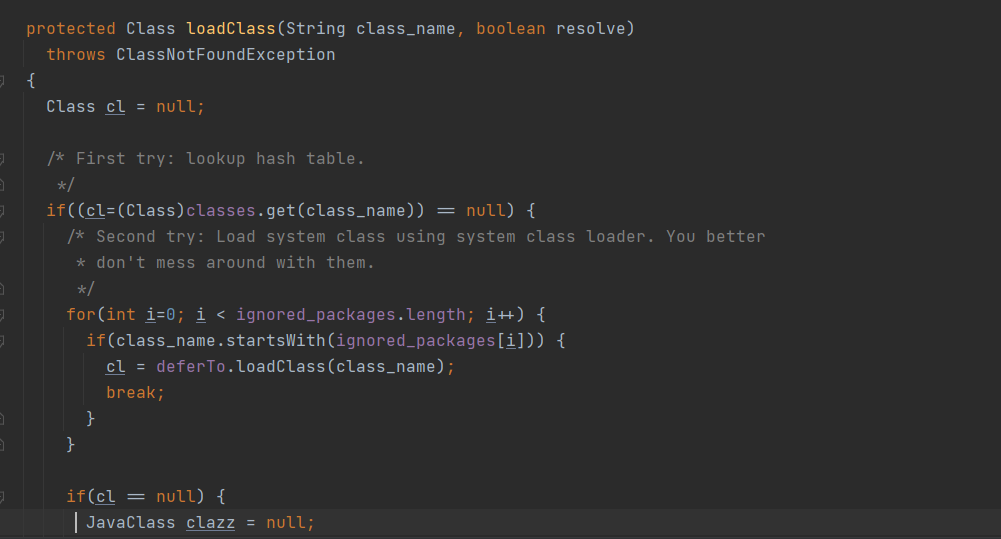 protected Class loadClass(String class_name, boolean resolve)
throws ClassNotFoundException
{
Class cl = null;
/* First try: lookup hash table.
*/
if((cl=(Class)classes.get(class_name)) == null) {
/* Second try: Load system class using system class loader. You better
* don't mess around with them.
*/
for(int i=0; i < ignored_packages.length; i++) {
if(class_name.startsWith(ignored_packages[i])) {
cl = deferTo.loadClass(class_name);
break;
}
}
if(cl == null) {
JavaClass clazz = null;